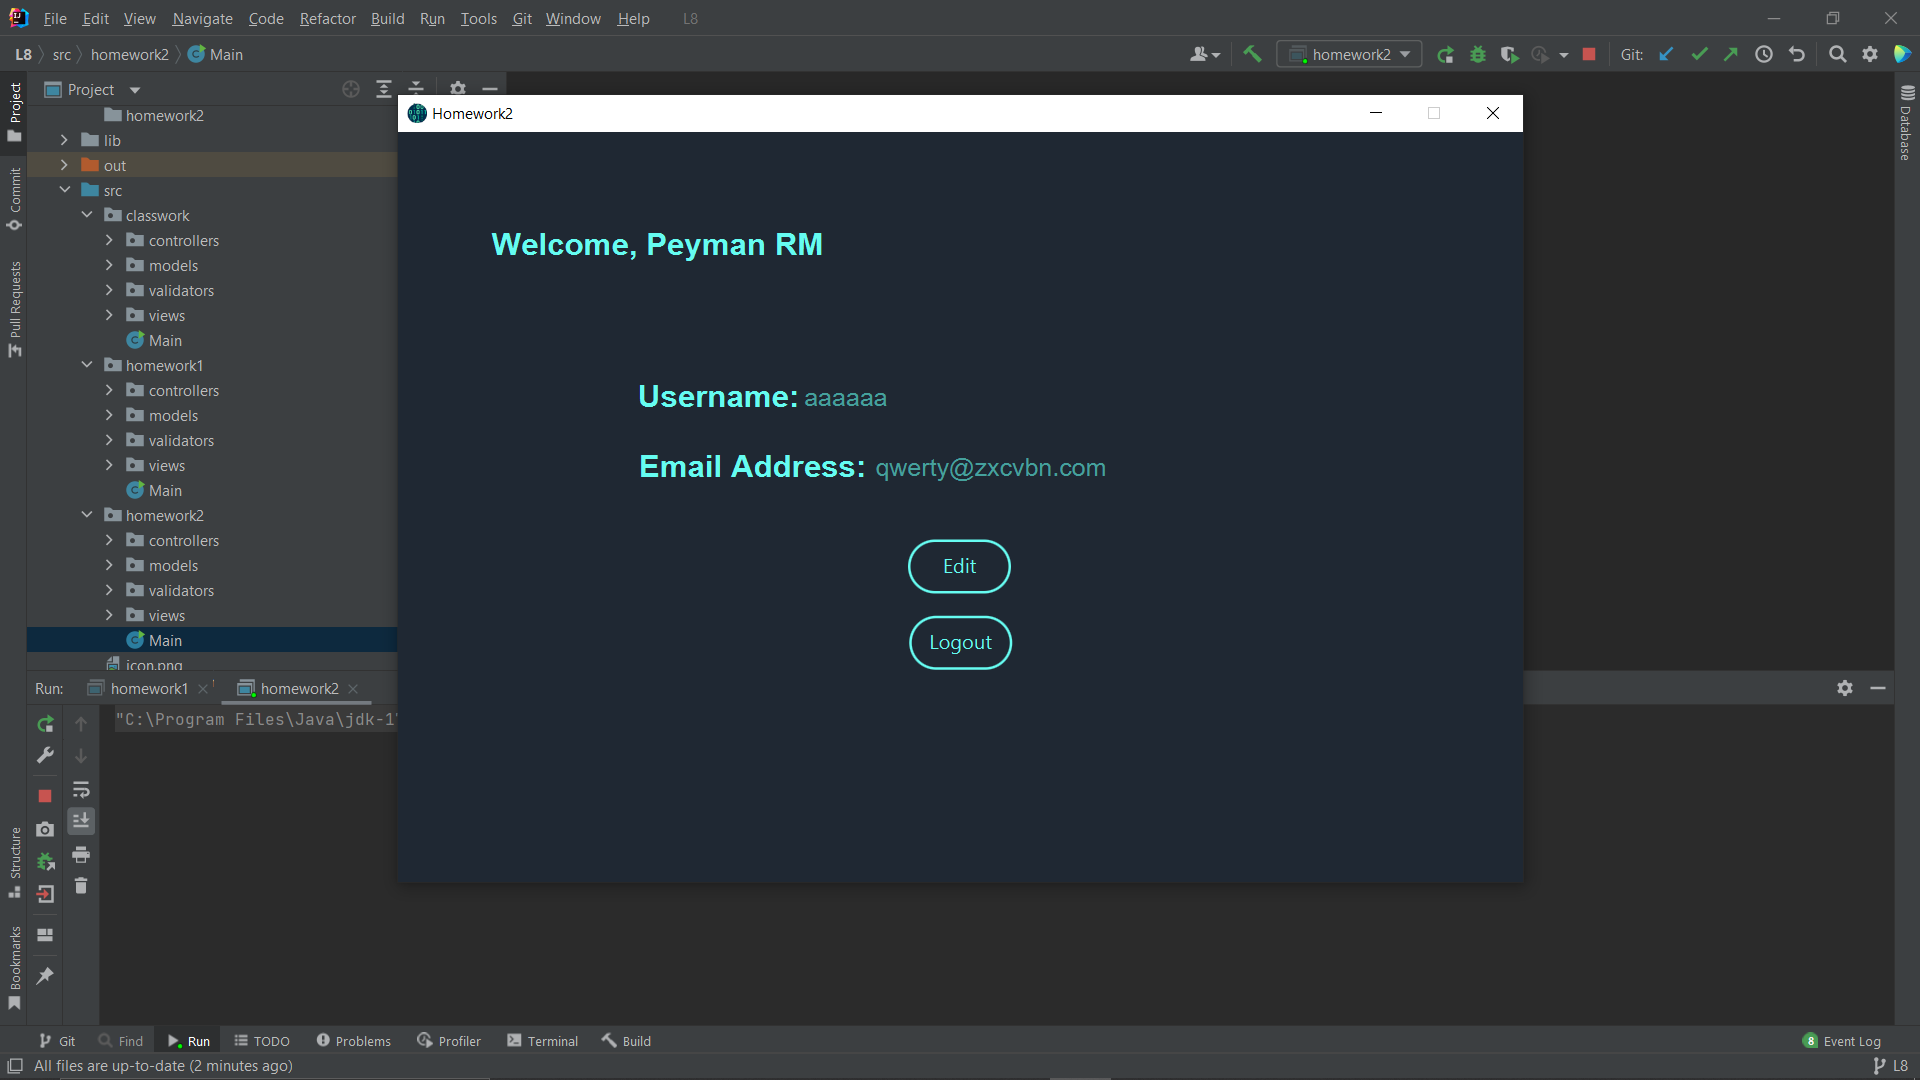 File Edit View Navigate Code Refactor Build Run Tools Git Window Help L8
L8 src homework2 Main
homework2
Git:
Project
Homework2
homework2
lib
out
src
classwork
controllers
models
validators
views
Main
homework1
controllers
models
validators
views
Main
homework2
controllers
models
validators
views
Main
icon.png
Welcome, Peyman RM
Username: aaaaaa
Email Address: qwerty@zxcvbn.com
Edit
Logout
Run: homework1 homework2
"C:\Program Files\Java\jdk-1
Project
Commit
Pull Requests
Structure
Bookmarks
Database
Git Find Run TODO Problems Profiler Terminal Build 8 Event Log
All files are up-to-date (2 minutes ago) L8